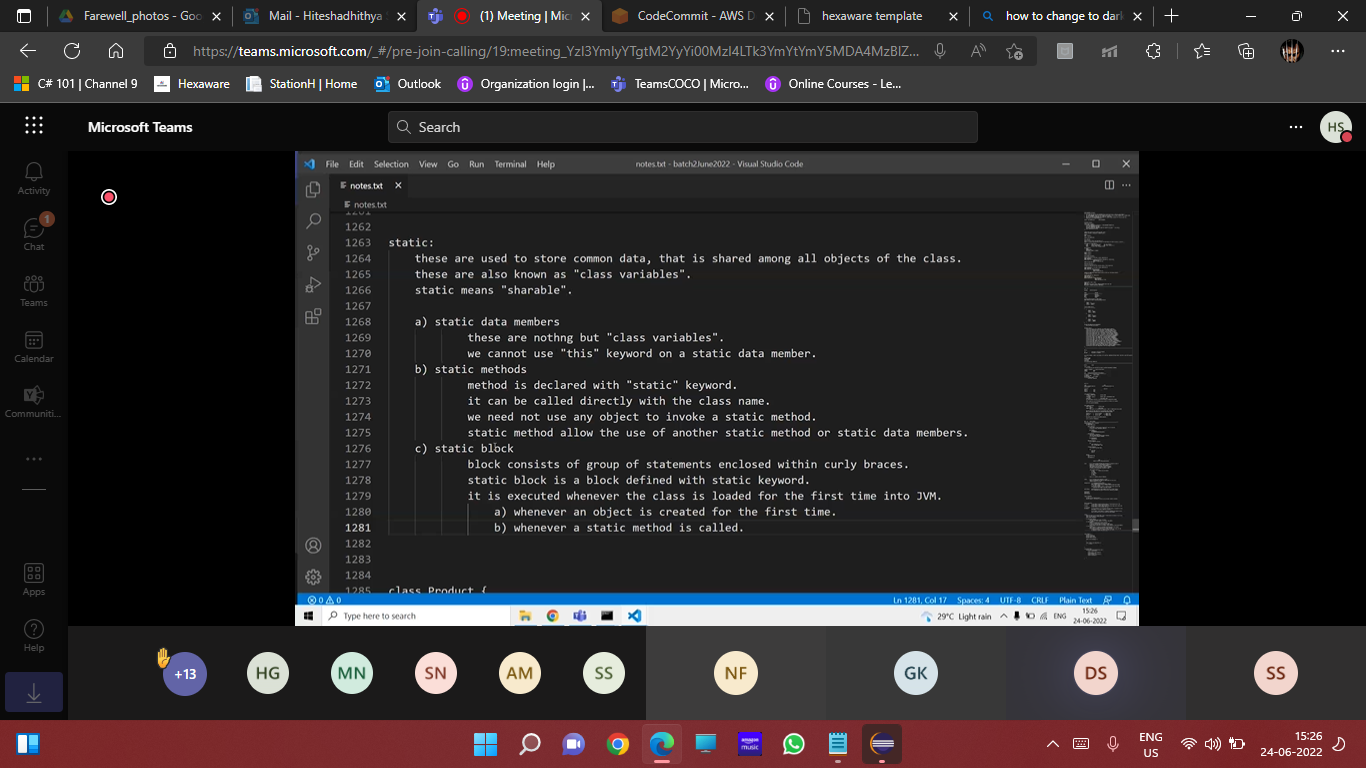 Farewell_photos - Goo
Mail - Hiteshadhithya
(1) Meeting | Mic
CodeCommit - AWS D
hexaware template
how to change to dar
https://teams.microsoft.com/_#/pre-join-calling/19:meeting_YzI3YmIyYTgtM2YyYi00MzI4LTk3YmYtYmY5MDA4MzBlZ...
C# 101 | Channel 9
Hexaware
StationH | Home
Outlook
Organization login |...
TeamsCOCO | Micro...
Online Courses - Le...
Microsoft Teams
Search
HS
Activity
Chat
1
Teams
Calendar
Communiti...
Apps
Help
File Edit Selection View Go Run Terminal Help
notes.txt - batch2June2022 - Visual Studio Code
notes.txt
notes.txt
1261
1262
1263 static:
1264 these are used to store common data, that is shared among all objects of the class.
1265 these are also known as "class variables".
1266 static means "sharable".
1267
1268 a) static data members
1269 these are nothng but "class variables".
1270 we cannot use "this" keyword on a static data member.
1271 b) static methods
1272 method is declared with "static" keyword.
1273 it can be called directly with the class name.
1274 we need not use any object to invoke a static method.
1275 static method allow the use of another static method or static data members.
1276 c) static block
1277 block consists of group of statements enclosed within curly braces.
1278 static block is a block defined with static keyword.
1279 it is executed whenever the class is loaded for the first time into JVM.
1280 a) whenever an object is created for the first time.
1281 b) whenever a static method is called.
1282
1283
1284
1285 class Product {
0 0
Ln 1281, Col 17 Spaces: 4 UTF-8 CRLF Plain Text
Type here to search
29°C Light rain
ENG
15:26
24-06-2022
+13
HG
MN
SN
AM
SS
NF
GK
DS
SS
amazon music
ENG
US
15:26
24-06-2022